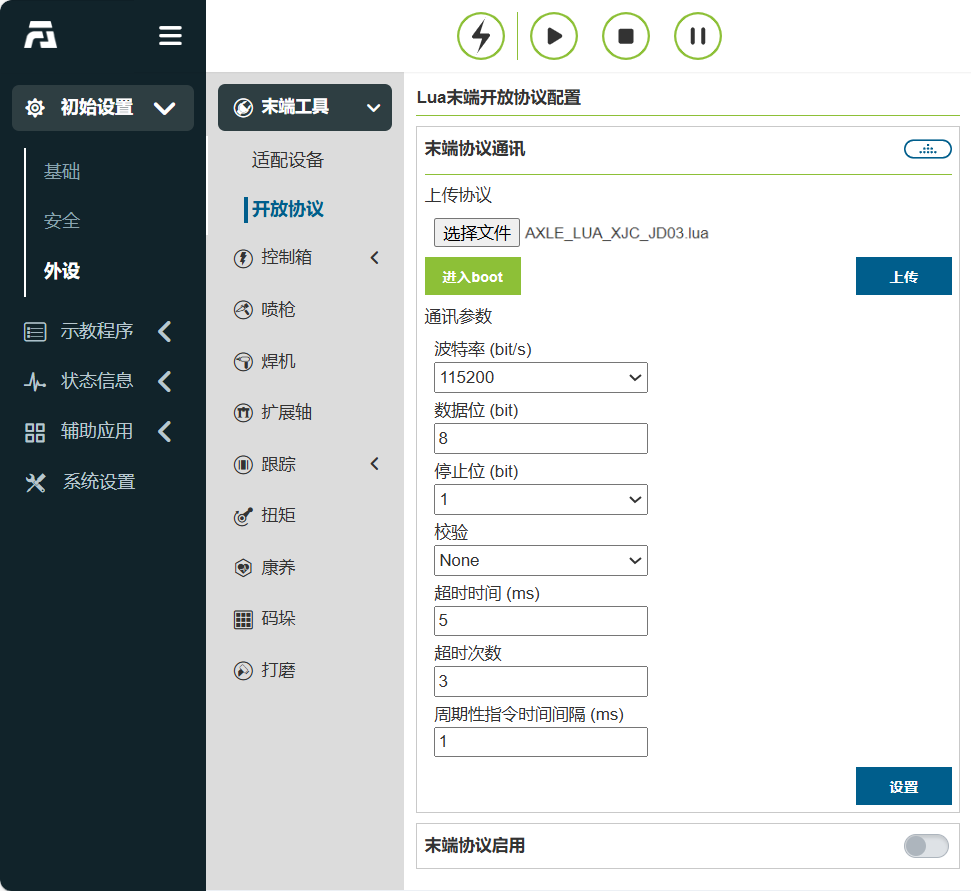 初始设置
基础
安全
外设
示教程序
状态信息
辅助应用
系统设置
末端工具
适配设备
开放协议
控制箱
喷枪
焊机
扩展轴
跟踪
扭矩
康养
码垛
打磨
Lua末端开放协议配置
末端协议通讯
上传协议
选择文件 AXLE_LUA_XJC_JD03.lua
进入boot 上传
通讯参数
波特率 (bit/s)
115200
数据位 (bit)
8
停止位 (bit)
1
校验
None
超时时间 (ms)
5
超时次数
3
周期性指令时间间隔 (ms)
1
设置
末端协议启用